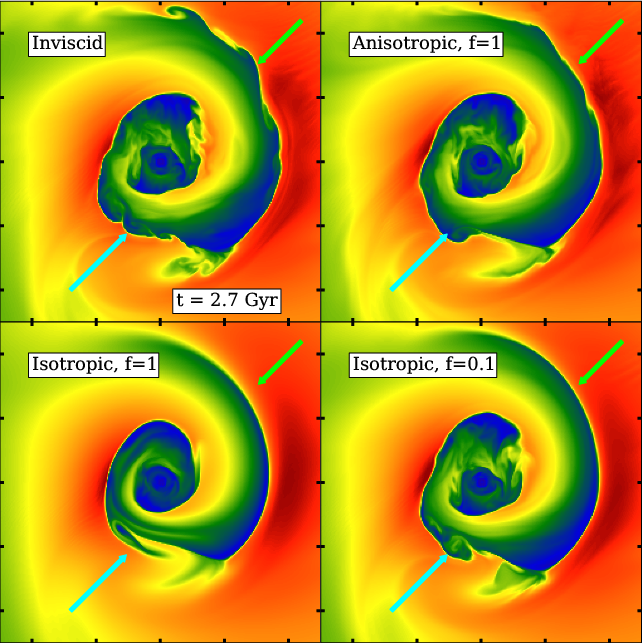 Inviscid
Anisotropic, f=1
t = 2.7 Gyr
Isotropic, f=1
Isotropic, f=0.1